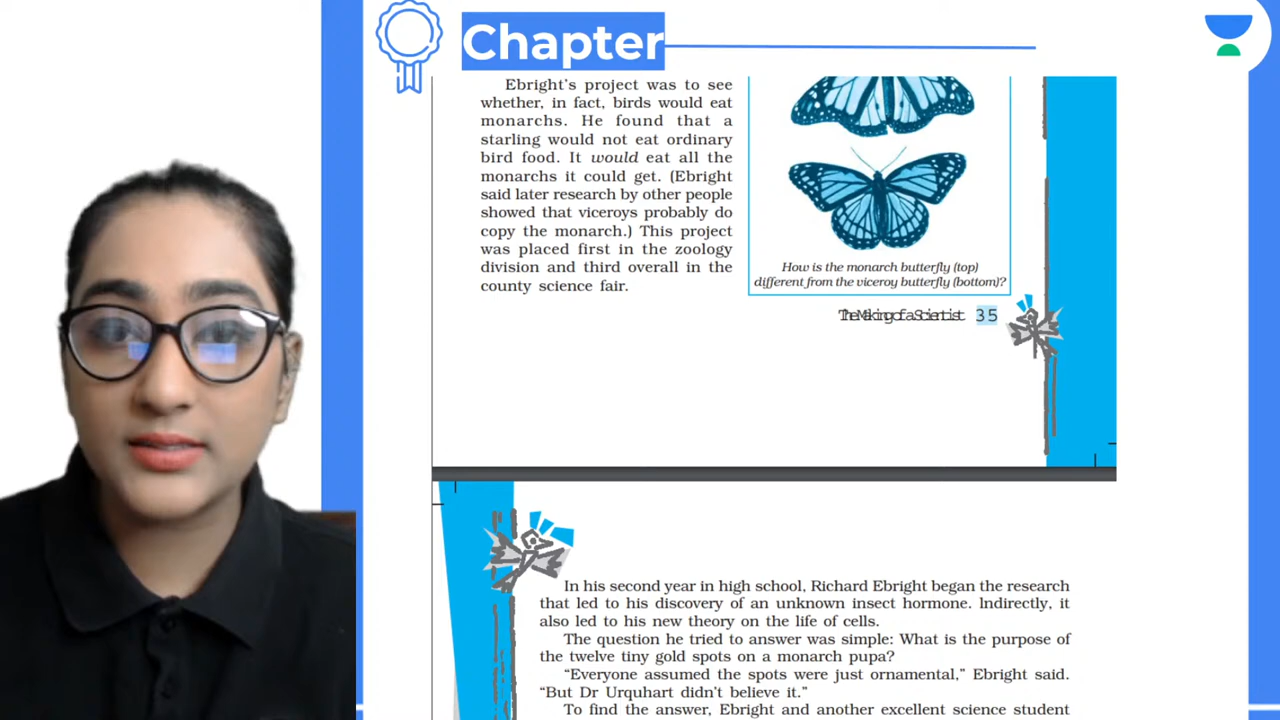 Chapter
Ebright's project was to see
whether, in fact, birds would eat
monarchs. He found that a
starling would not eat ordinary
bird food. It would eat all the
monarchs it could get. (Ebright
said later research by other people
showed that viceroys probably do
copy the monarch.) This project
was placed first in the zoology
division and third overall in the
county science fair.
How is the monarch butterfly (top)
different from the viceroy butterfly (bottom)?
The Making of a Scientist 35
In his second year in high school, Richard Ebright began the research
that led to his discovery of an unknown insect hormone. Indirectly, it
also led to his new theory on the life of cells.
The question he tried to answer was simple: What is the purpose of
the twelve tiny gold spots on a monarch pupa?
“Everyone assumed the spots were just ornamental,” Ebright said.
“But Dr Urquhart didn't believe it.”
To find the answer, Ebright and another excellent science student